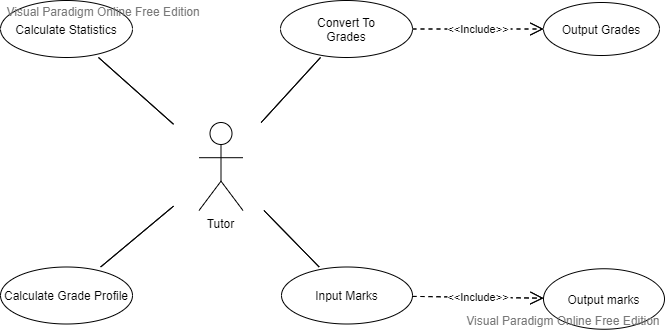 Visual Paradigm Online Free Edition
Calculate Statistics
Convert To
Grades
<<Include>>
Output Grades
Tutor
Calculate Grade Profile
Input Marks
<<Include>>
Output marks
Visual Paradigm Online Free Edition